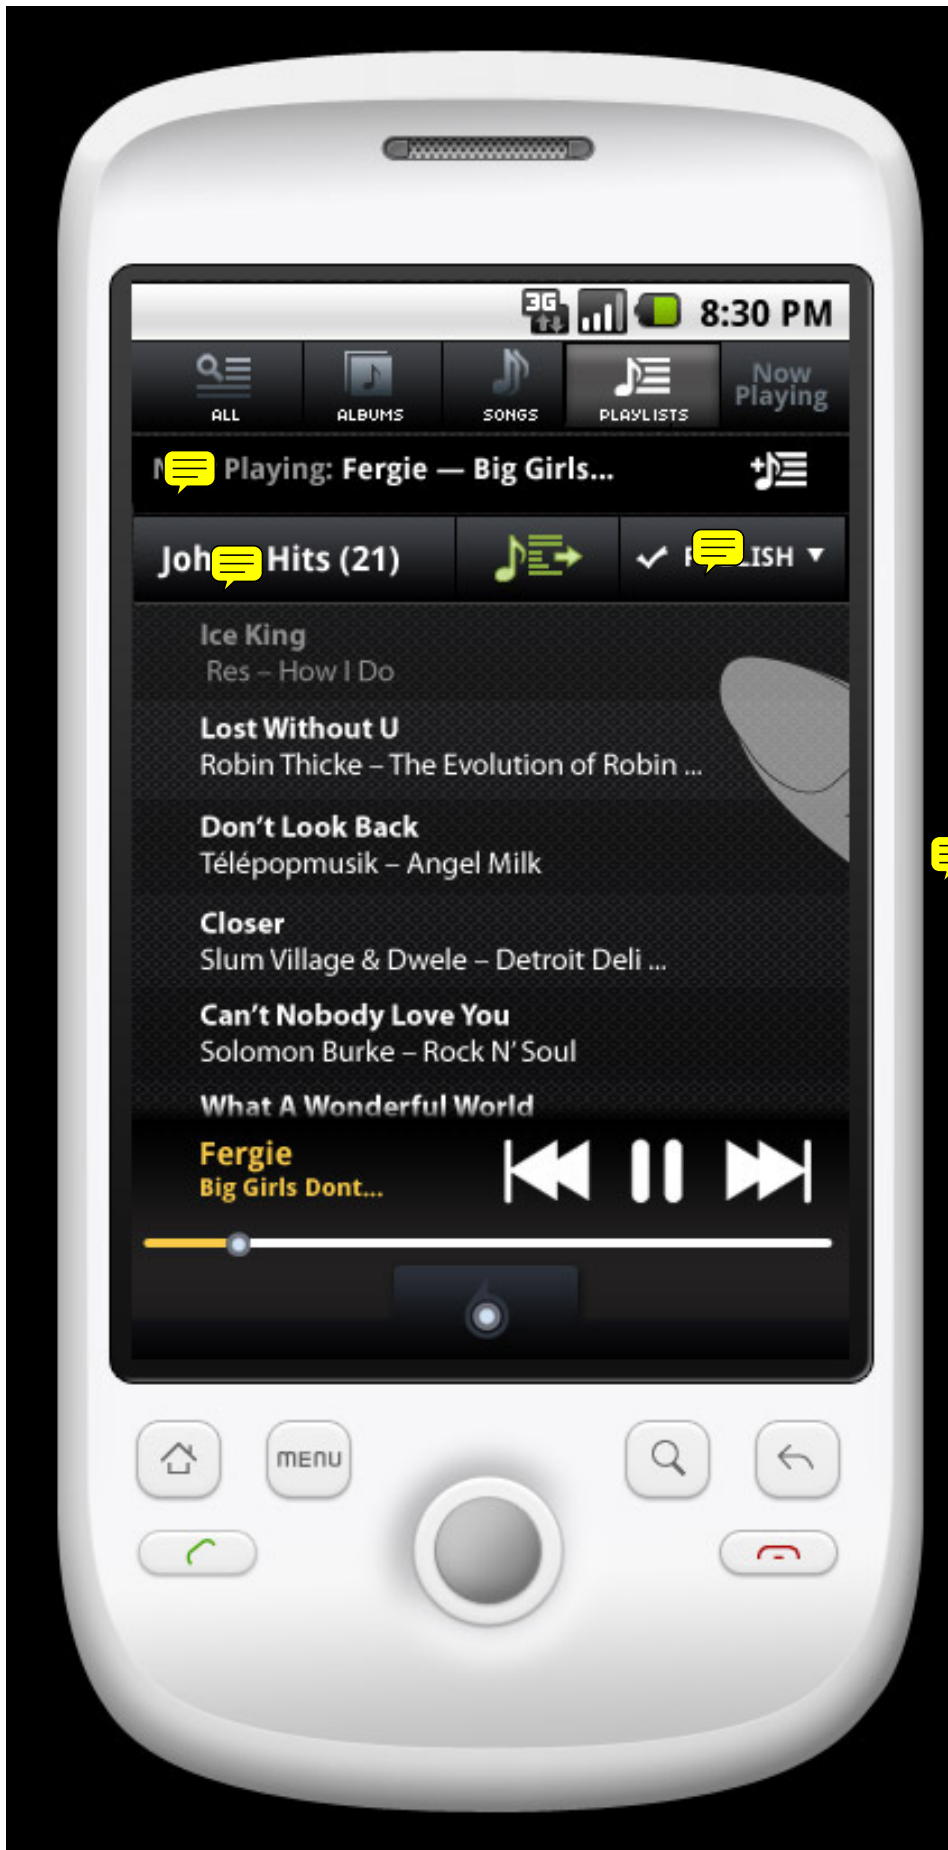 3G 8:30 PM
ALL ALBUMS SONGS PLAYLISTS Now Playing
Playing: Fergie — Big Girls...
Hits (21)
Ice King
Res – How I Do
Lost Without U
Robin Thicke – The Evolution of Robin ...
Don't Look Back
Télépopmusik – Angel Milk
Closer
Slum Village & Dwele – Detroit Deli ...
Can't Nobody Love You
Solomon Burke – Rock N' Soul
What A Wonderful World
Fergie
Big Girls Dont...
MENU